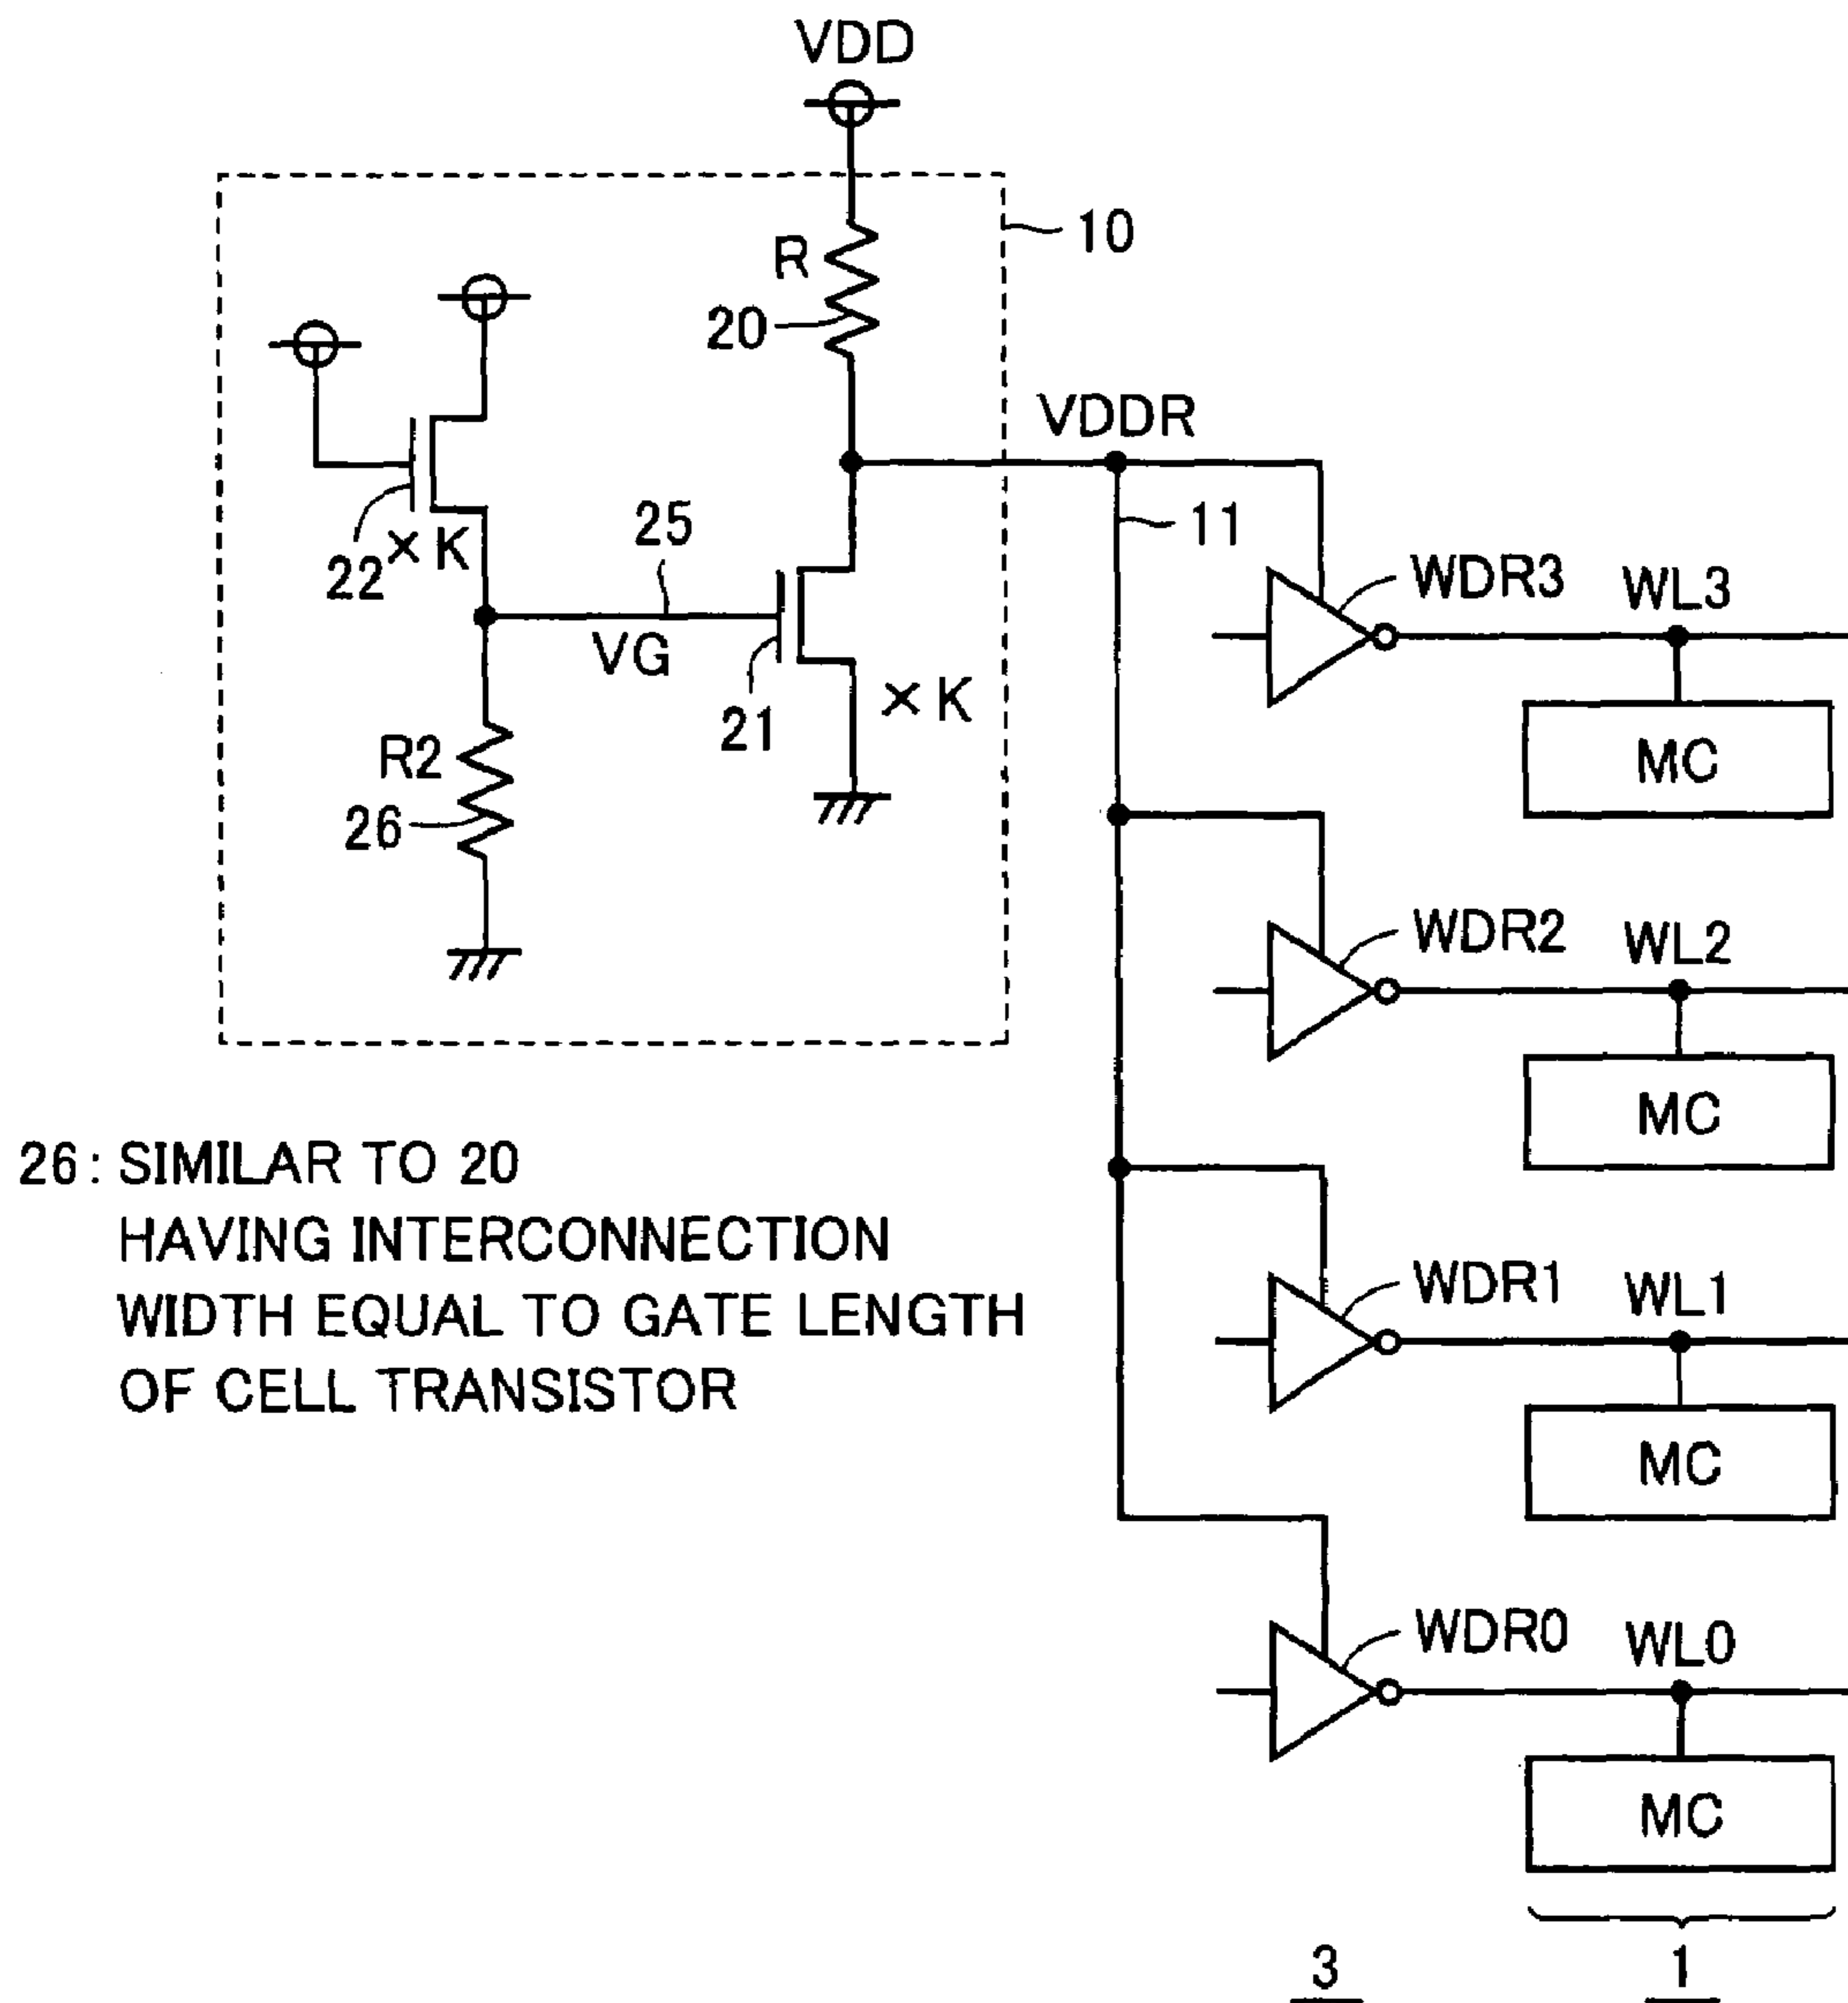 VDD
10
R
20
VDDR
11
25
22
×K
VG
21
×K
R2
26
WDR3
WL3
MC
WDR2
WL2
MC
26: SIMILAR TO 20
HAVING INTERCONNECTION
WIDTH EQUAL TO GATE LENGTH
OF CELL TRANSISTOR
WDR1
WL1
MC
WDR0
WL0
MC
3
1